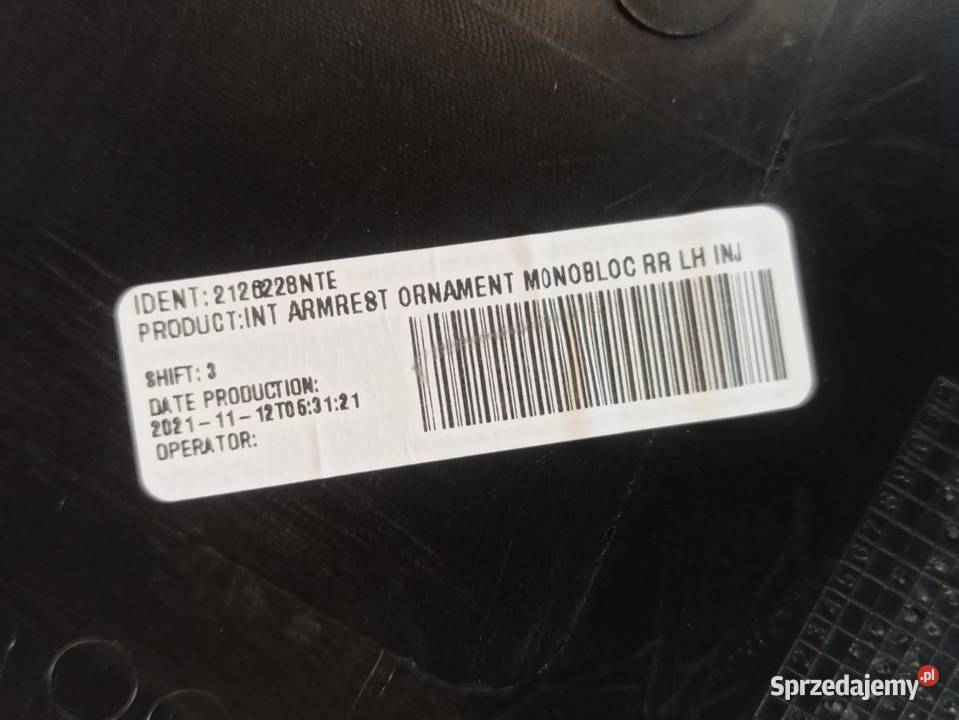 IDENT:2126228NTE
PRODUCT:INT ARMREST ORNAMENT MONOBLOC RR LH INJ
SHIFT: 3
DATE PRODUCTION:
2021-11-12T05:31:21
OPERATOR:
Sprzedajemy.pl